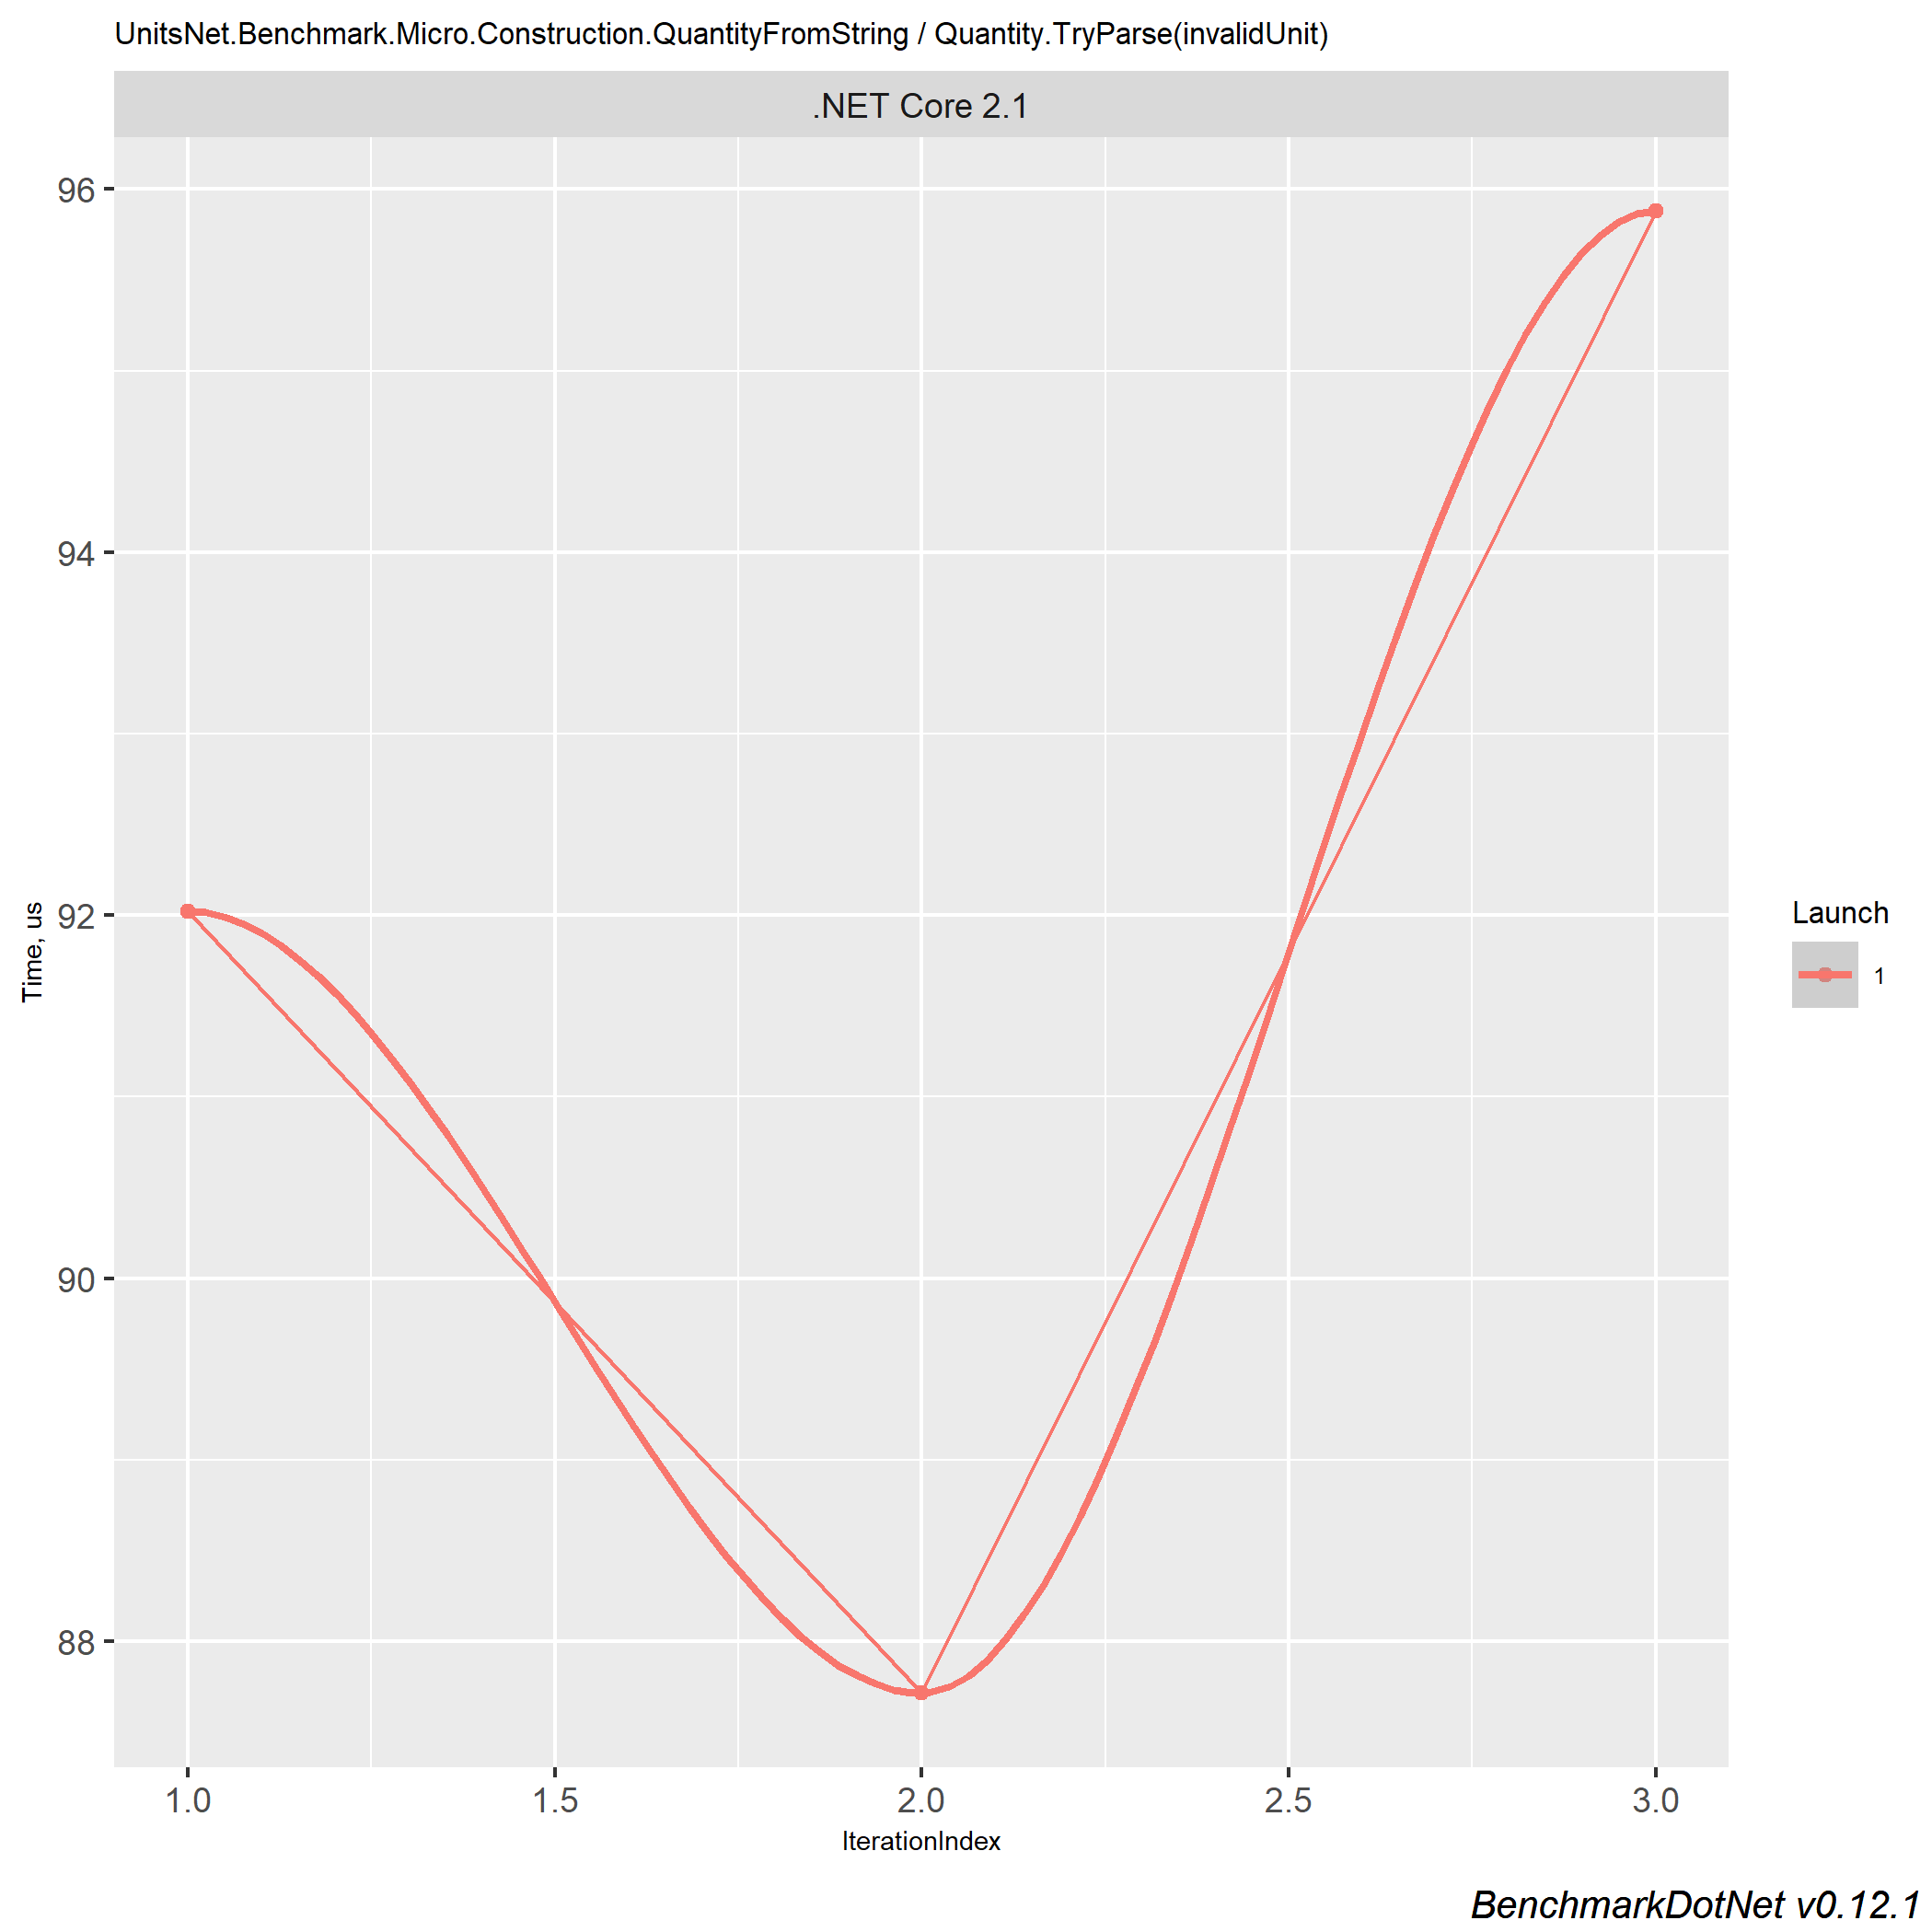 UnitsNet.Benchmark.Micro.Construction.QuantityFromString / Quantity.TryParse(invalidUnit)
.NET Core 2.1
96
94
92
90
88
Time, us
1.0 1.5 2.0 2.5 3.0
IterationIndex
Launch
1
BenchmarkDotNet v0.12.1